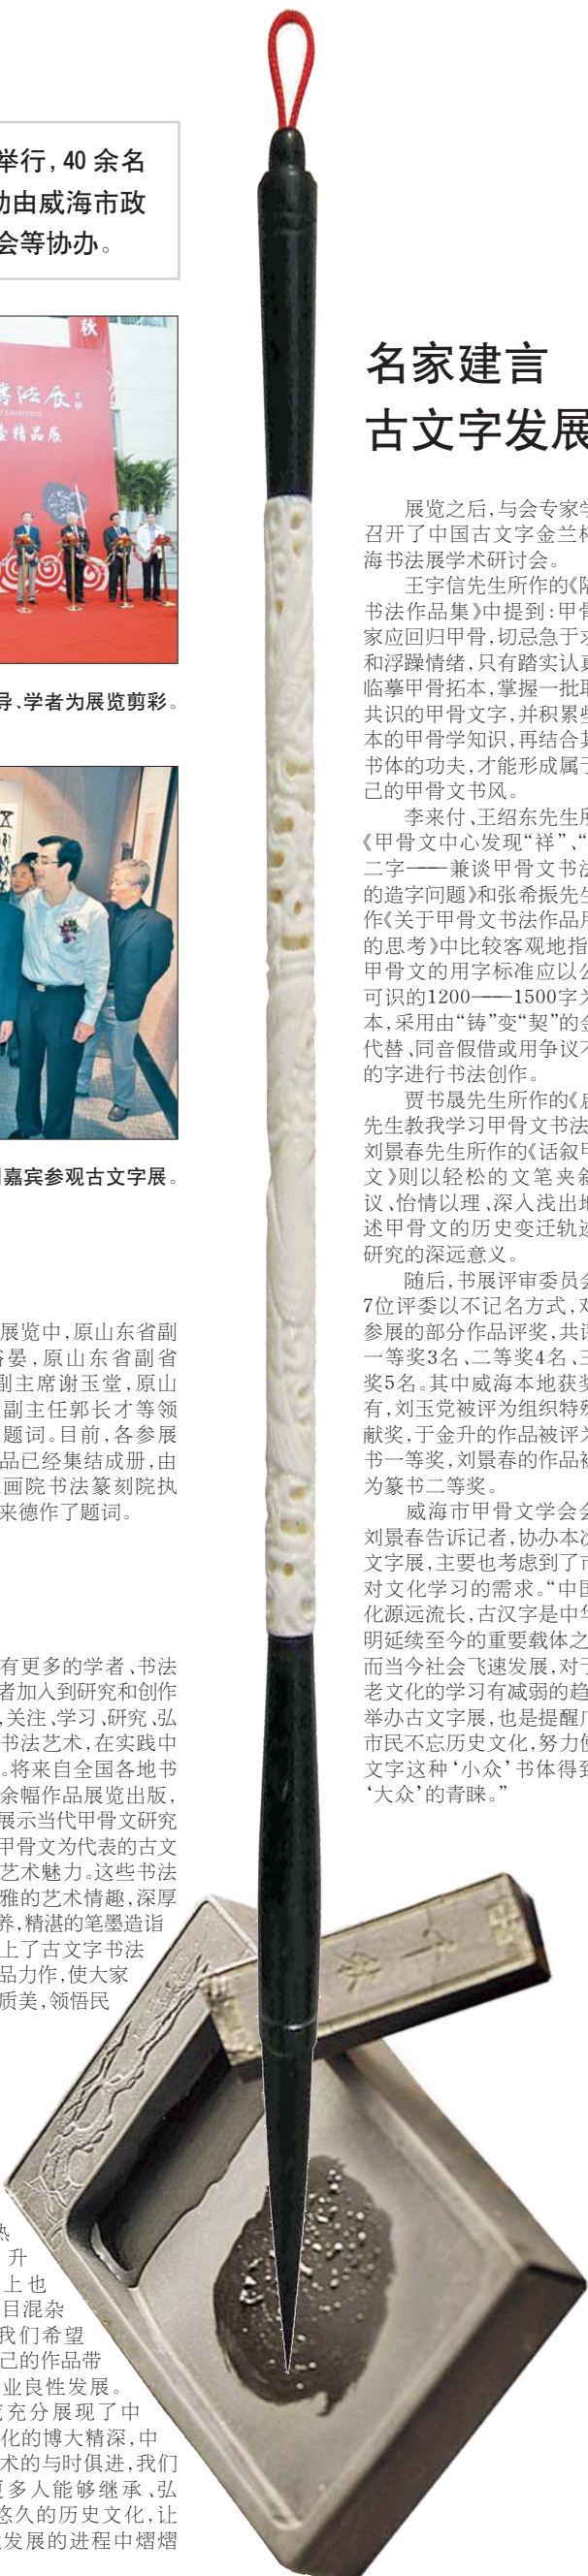 举行，40余名
动由威海市政
会等协办。
秋
书法展
EXHIBITION
金精品展
导、学者为展览剪彩。
嘉宾参观古文字展。
展览中，原山东省副
晏，原山东省副省
副主席谢玉堂，原山
副主任郭长才等领
题词。目前，各参展
品已经集结成册，由
画院书法篆刻院执
来德作了题词。
有更多的学者、书法
者加入到研究和创作
，关注、学习、研究、弘
书法艺术，在实践中
。将来自全国各地书
余幅作品展览出版，
展示当代甲骨文研究
甲骨文为代表的古文
艺术魅力。这些书法
雅的艺术情趣，深厚
养，精湛的笔墨造诣
上了古文字书法
品力作，使大家
质美，领悟民
热
升
上也
目混杂
我们希望
己的作品带
业良性发展。
充分展现了中
化的博大精深，中
术的与时俱进，我们
更多人能够继承、弘
悠久的历史文化，让
发展的进程中熠熠
名家建言
古文字发展
展览之后，与会专家学
召开了中国古文字金兰杯
海书法展学术研讨会。
王宇信先生所作的《陪
书法作品集》中提到：甲骨
家应回归甲骨，切忌急于求
和浮躁情绪，只有踏实认真
临摹甲骨拓本，掌握一批取
共识的甲骨文字，并积累些
本的甲骨学知识，再结合其
书体的功夫，才能形成属于
己的甲骨文书风。
李来付、王绍东先生所
《甲骨文中心发现“祥”、“
二字——兼谈甲骨文书法
的造字问题》和张希振先生
作《关于甲骨文书法作品用
的思考》中比较客观地指
甲骨文的用字标准应以公
可识的1200——1500字为
本，采用由“铸”变“契”的金
代替、同音假借或用争议不
的字进行书法创作。
贾书晟先生所作的《启
先生教我学习甲骨文书法
刘景春先生所作的《话叙甲
文》则以轻松的文笔夹叙
议、怡情以理、深入浅出地
述甲骨文的历史变迁轨迹
研究的深远意义。
随后，书展评审委员会
7位评委以不记名方式，对
参展的部分作品评奖，共评
一等奖3名、二等奖4名、三
奖5名。其中威海本地获奖
有，刘玉党被评为组织特殊
献奖，于金升的作品被评为
书一等奖，刘景春的作品被
为篆书二等奖。
威海市甲骨文学会会
刘景春告诉记者，协办本次
文字展，主要也考虑到了市
对文化学习的需求。“中国
化源远流长，古汉字是中华
明延续至今的重要载体之
而当今社会飞速发展，对于
老文化的学习有减弱的趋
举办古文字展，也是提醒广
市民不忘历史文化，努力使
文字这种‘小众’书体得到
‘大众’的青睐。”